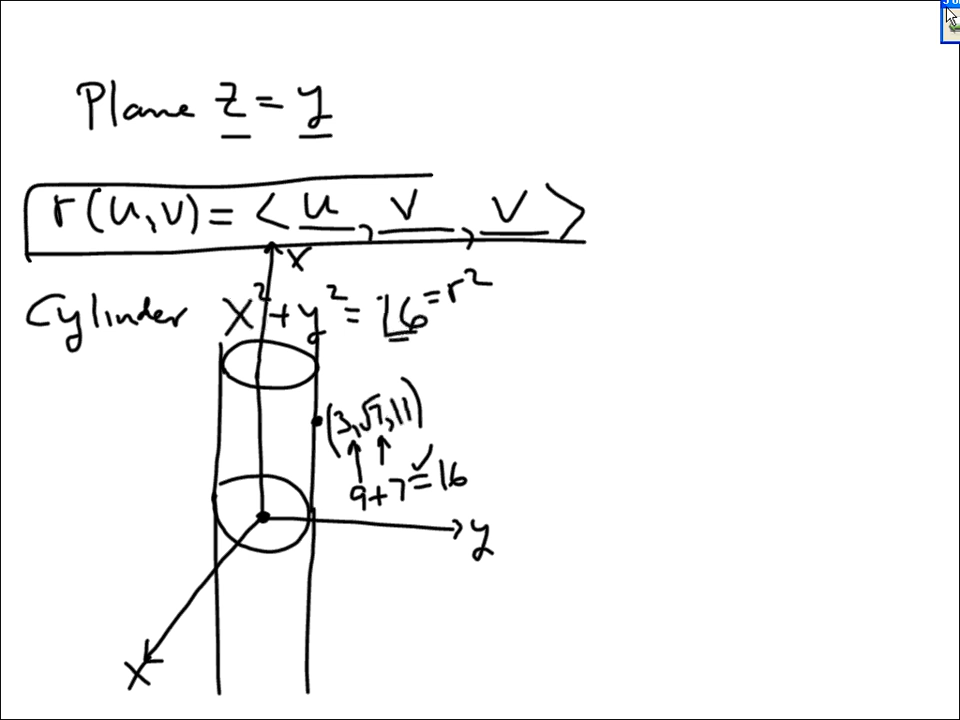 Plane z = y
r(u,v) = < u, v, v >
x
Cylinder x² + y² = 16 = r²
(3, √7, 11)
9 + 7 = 16 ✓
y
x